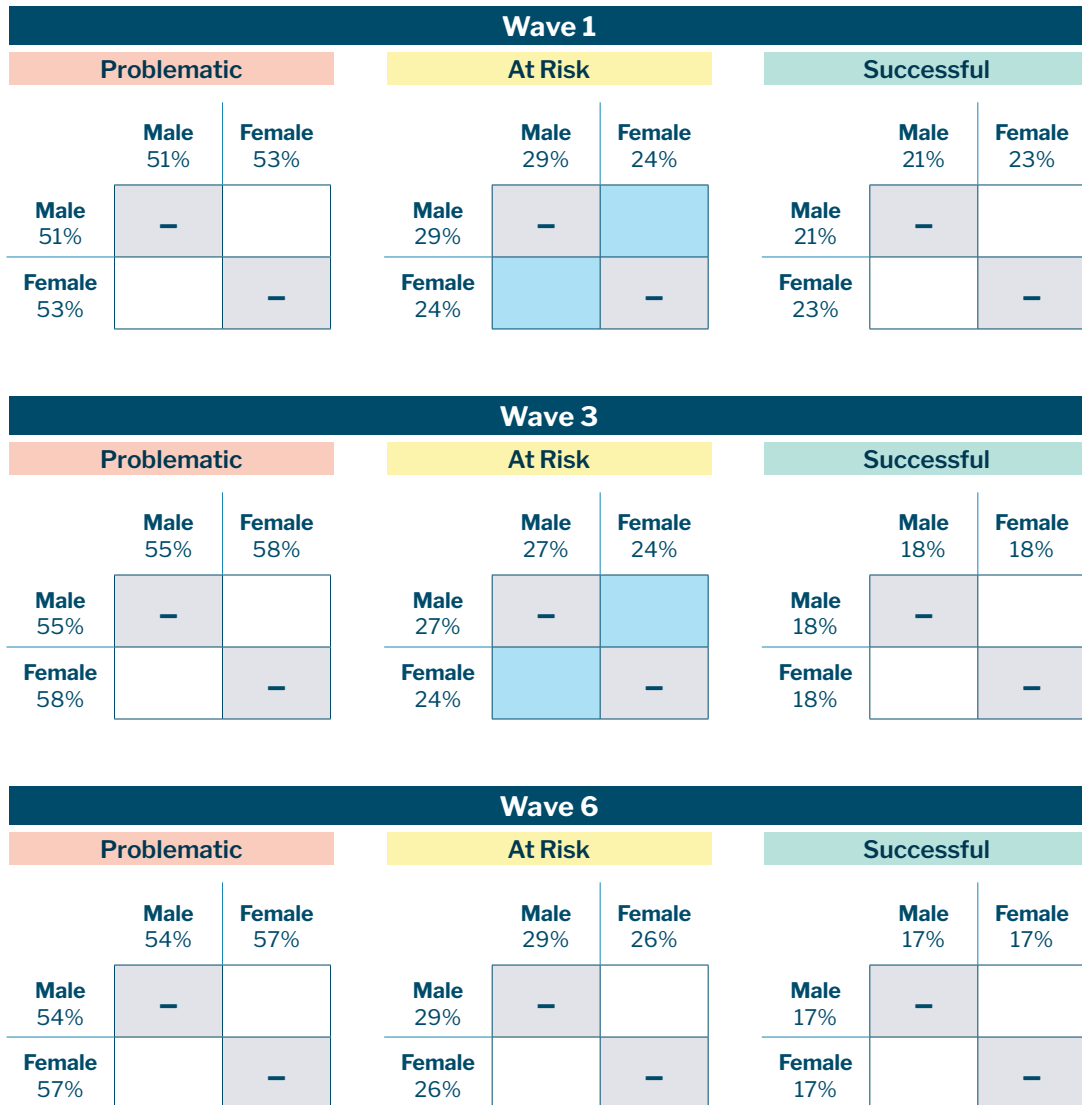 Wave 1
Problematic At Risk Successful
Male Female Male Female Male Female
51% 53% 29% 24% 21% 23%
Male – Male – Male –
51% 29% 21%
Female – Female – Female –
53% 24% 23%
Wave 3
Problematic At Risk Successful
Male Female Male Female Male Female
55% 58% 27% 24% 18% 18%
Male – Male – Male –
55% 27% 18%
Female – Female – Female –
58% 24% 18%
Wave 6
Problematic At Risk Successful
Male Female Male Female Male Female
54% 57% 29% 26% 17% 17%
Male – Male – Male –
54% 29% 17%
Female – Female – Female –
57% 26% 17%